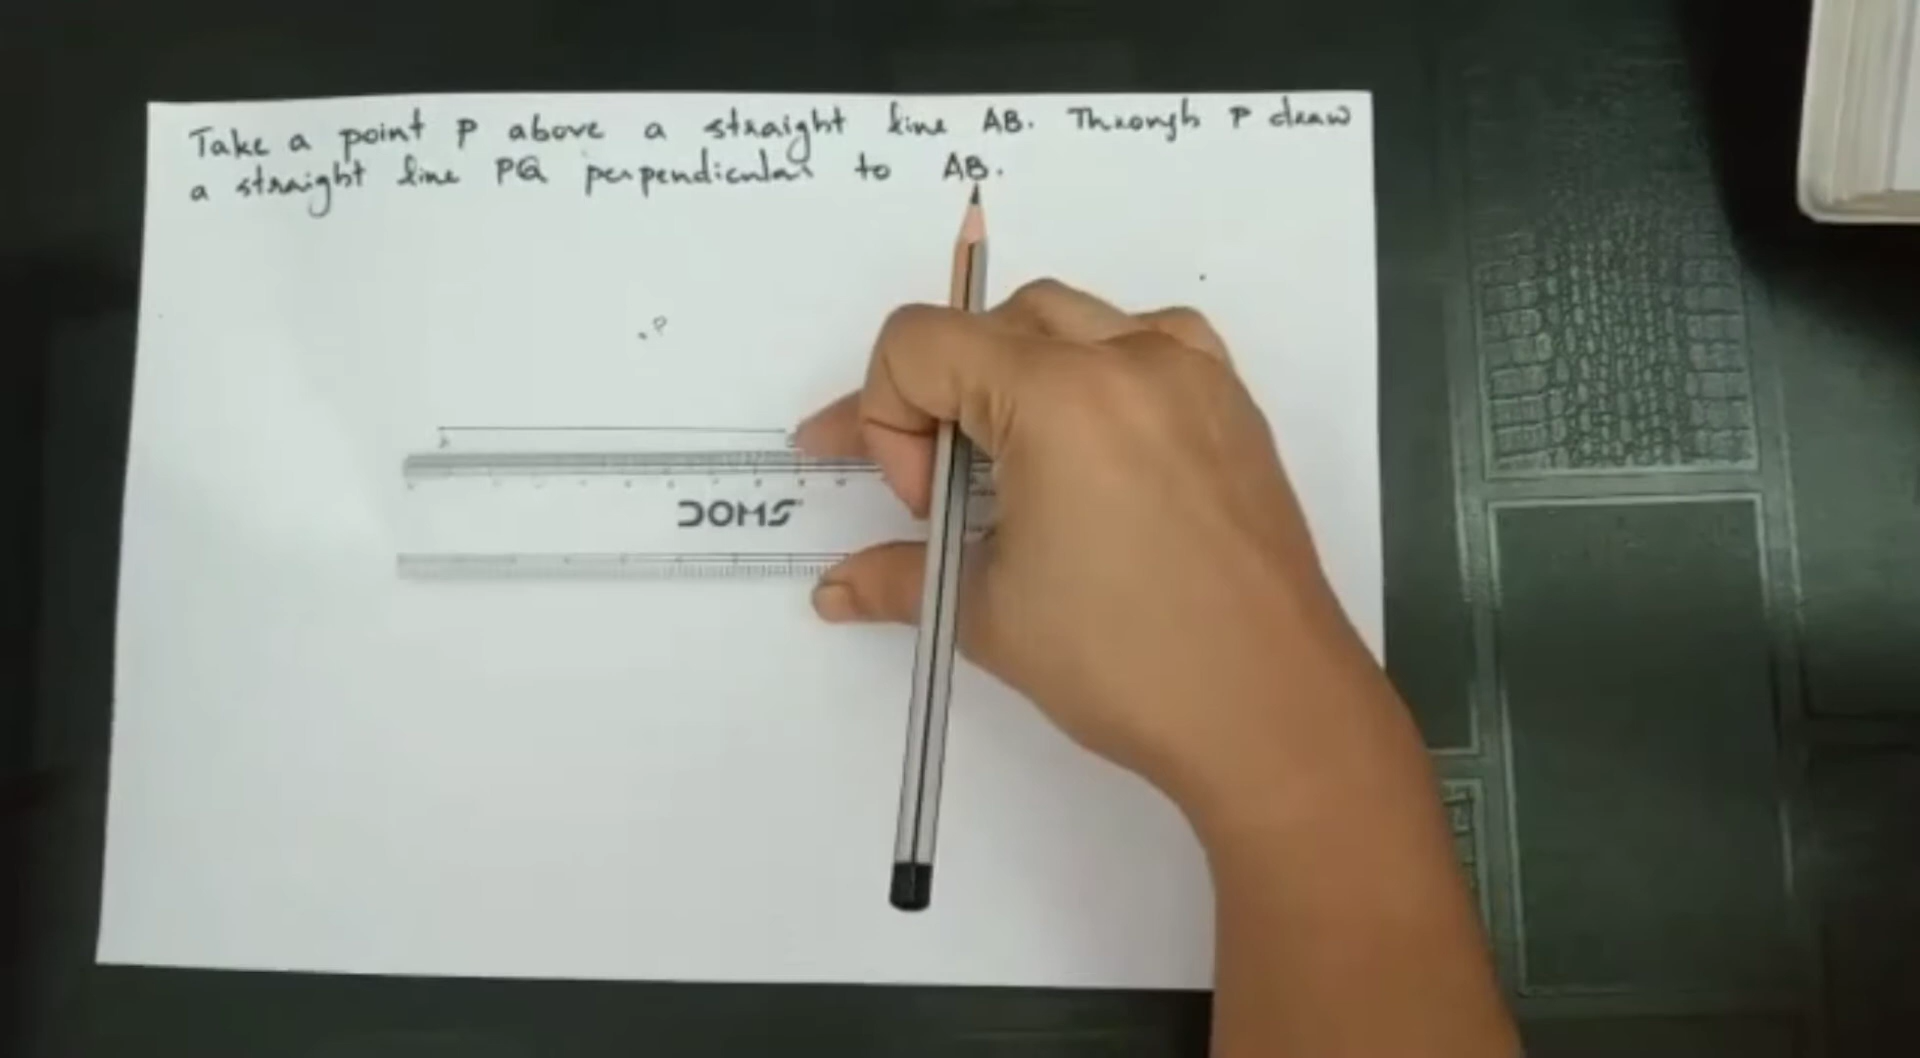 Take a point P above a straight line AB. Through P draw
a straight line PQ perpendicular to AB.
.P
A
DOMS